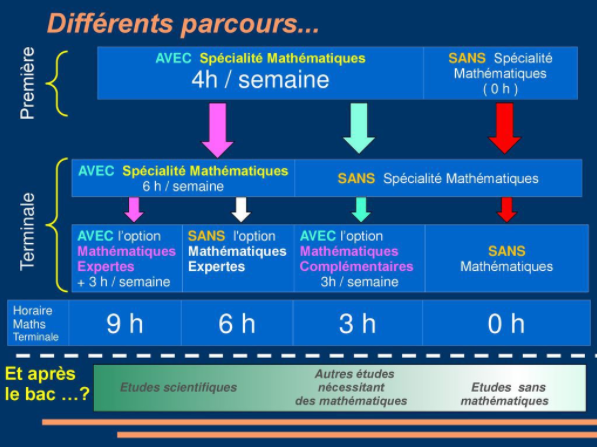 Différents parcours...
Première
AVEC Spécialité Mathématiques
4h / semaine
SANS Spécialité
Mathématiques
( 0 h )
Terminale
AVEC Spécialité Mathématiques
6 h / semaine
SANS Spécialité Mathématiques
AVEC l'option
Mathématiques
Expertes
+ 3 h / semaine
SANS l'option
Mathématiques
Expertes
AVEC l'option
Mathématiques
Complémentaires
3h / semaine
SANS
Mathématiques
Horaire
Maths
Terminale
9 h
6 h
3 h
0 h
Et après
le bac …?
Etudes scientifiques
Autres études
nécessitant
des mathématiques
Etudes sans
mathématiques